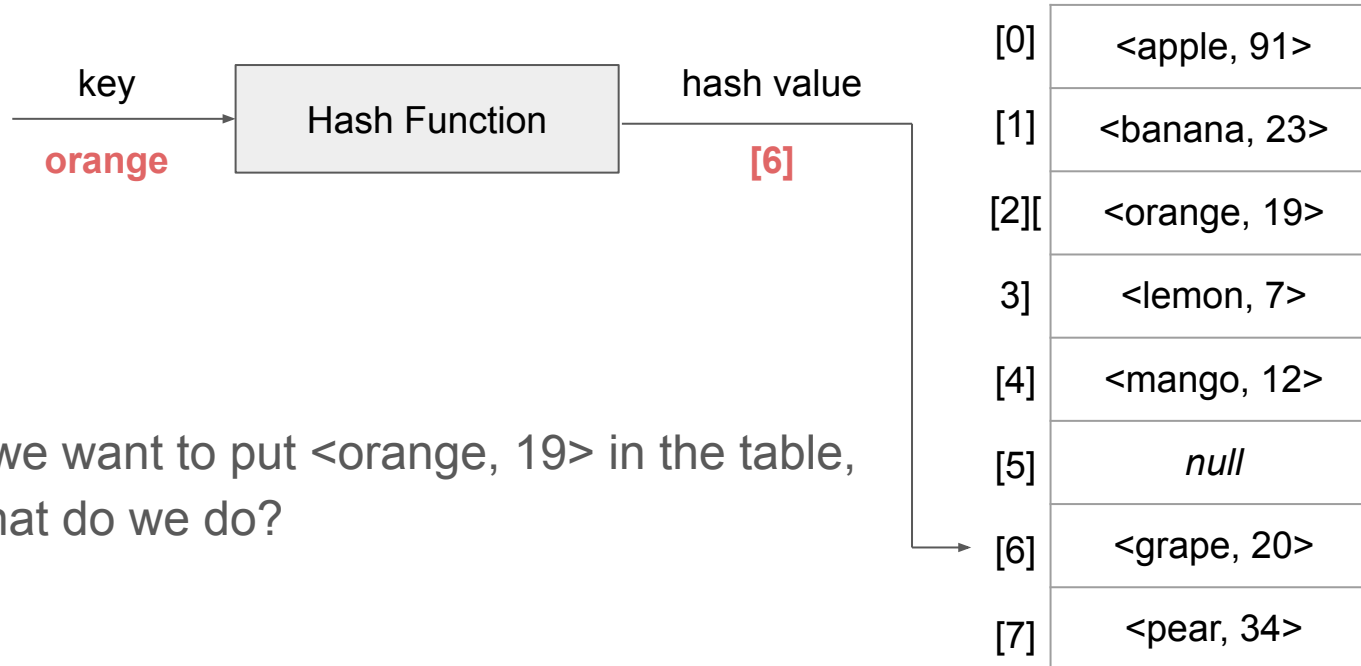 key
orange
Hash Function
hash value
[6]
we want to put <orange, 19> in the table,
hat do we do?
[0] <apple, 91>
[1] <banana, 23>
[2][ <orange, 19>
3] <lemon, 7>
[4] <mango, 12>
[5] null
[6] <grape, 20>
[7] <pear, 34>